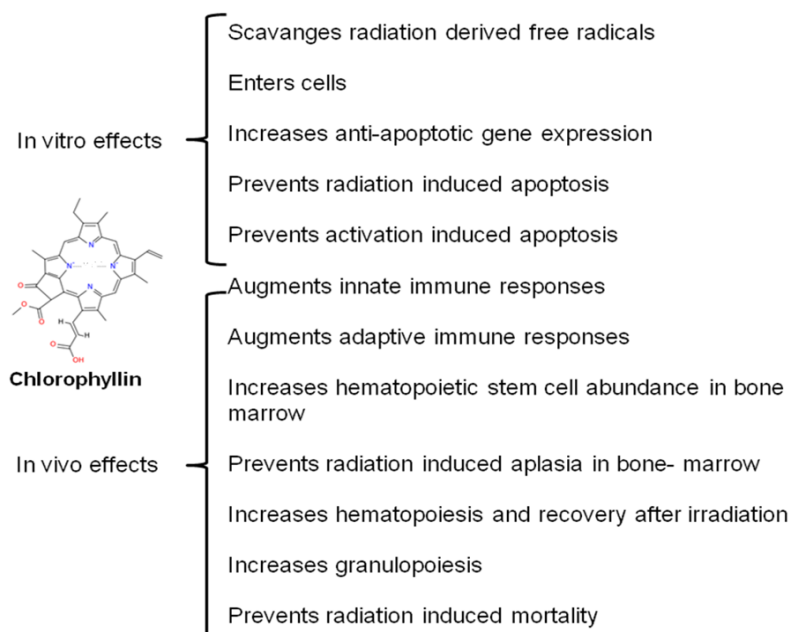 Scavanges radiation derived free radicals
Enters cells
In vitro effects
Increases anti-apoptotic gene expression
Prevents radiation induced apoptosis
Prevents activation induced apoptosis
N
N
N
N
O
O
O
H
H
O
OH
Chlorophyllin
Augments innate immune responses
Augments adaptive immune responses
Increases hematopoietic stem cell abundance in bone
marrow
In vivo effects
Prevents radiation induced aplasia in bone- marrow
Increases hematopoiesis and recovery after irradiation
Increases granulopoiesis
Prevents radiation induced mortality